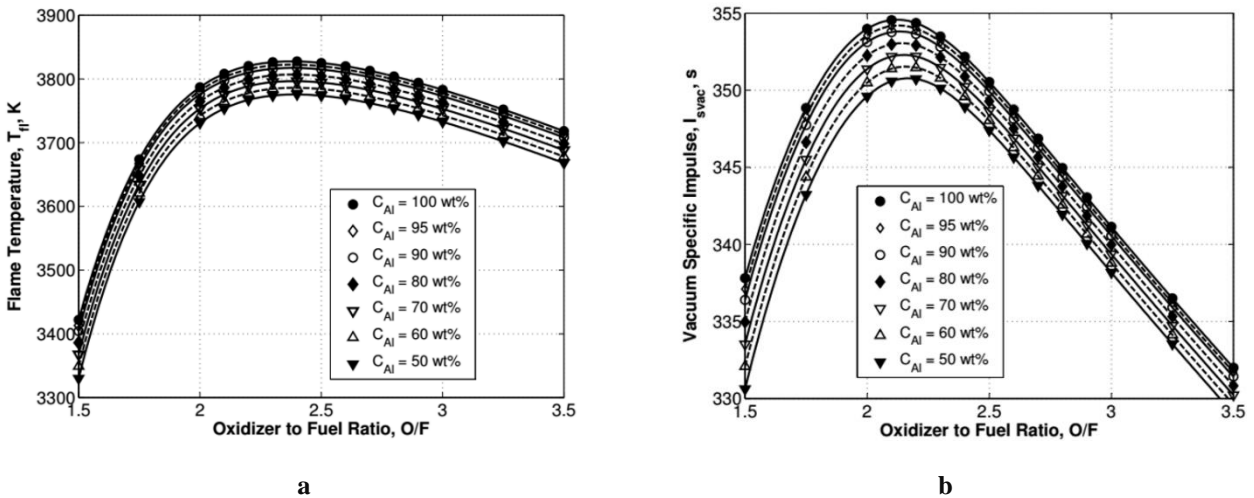 3900
3800
3700
3600
3500
3400
3300
1.5 2 2.5 3 3.5
Flame Temperature, T_fl, K
Oxidizer to Fuel Ratio, O/F
C_Al = 100 wt%
C_Al = 95 wt%
C_Al = 90 wt%
C_Al = 80 wt%
C_Al = 70 wt%
C_Al = 60 wt%
C_Al = 50 wt%
a
355
350
345
340
335
330
1.5 2 2.5 3 3.5
Vacuum Specific Impulse, I_svac, s
Oxidizer to Fuel Ratio, O/F
C_Al = 100 wt%
C_Al = 95 wt%
C_Al = 90 wt%
C_Al = 80 wt%
C_Al = 70 wt%
C_Al = 60 wt%
C_Al = 50 wt%
b